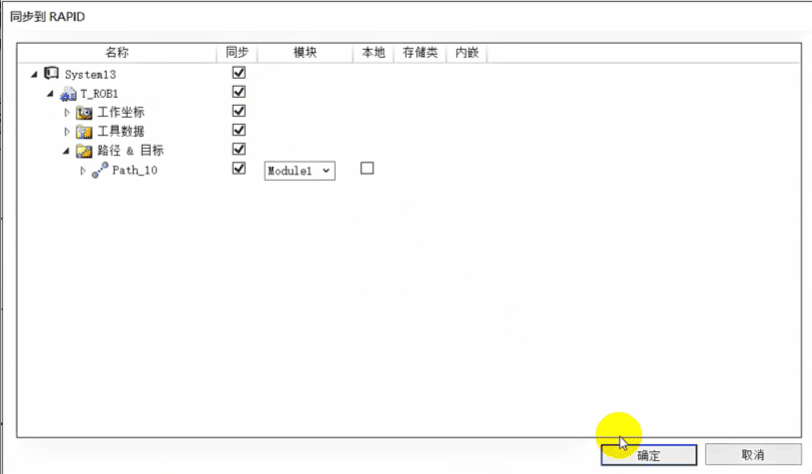 同步到 RAPID
名称 同步 模块 本地 存储类 内嵌
System13
T_ROB1
工作坐标
工具数据
路径 & 目标
Path_10 Module1
确定 取消